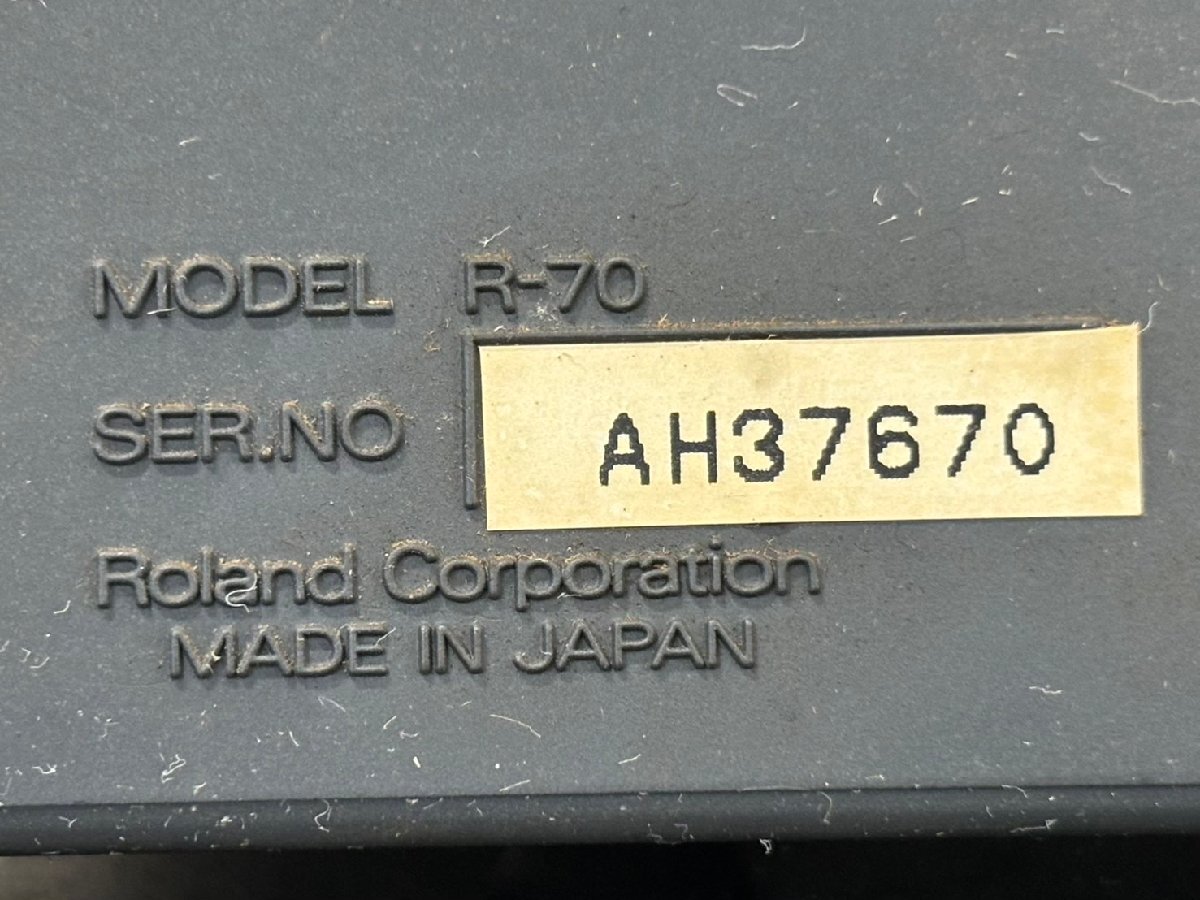 MODEL R-70
SER.NO AH37670
Roland Corporation
MADE IN JAPAN